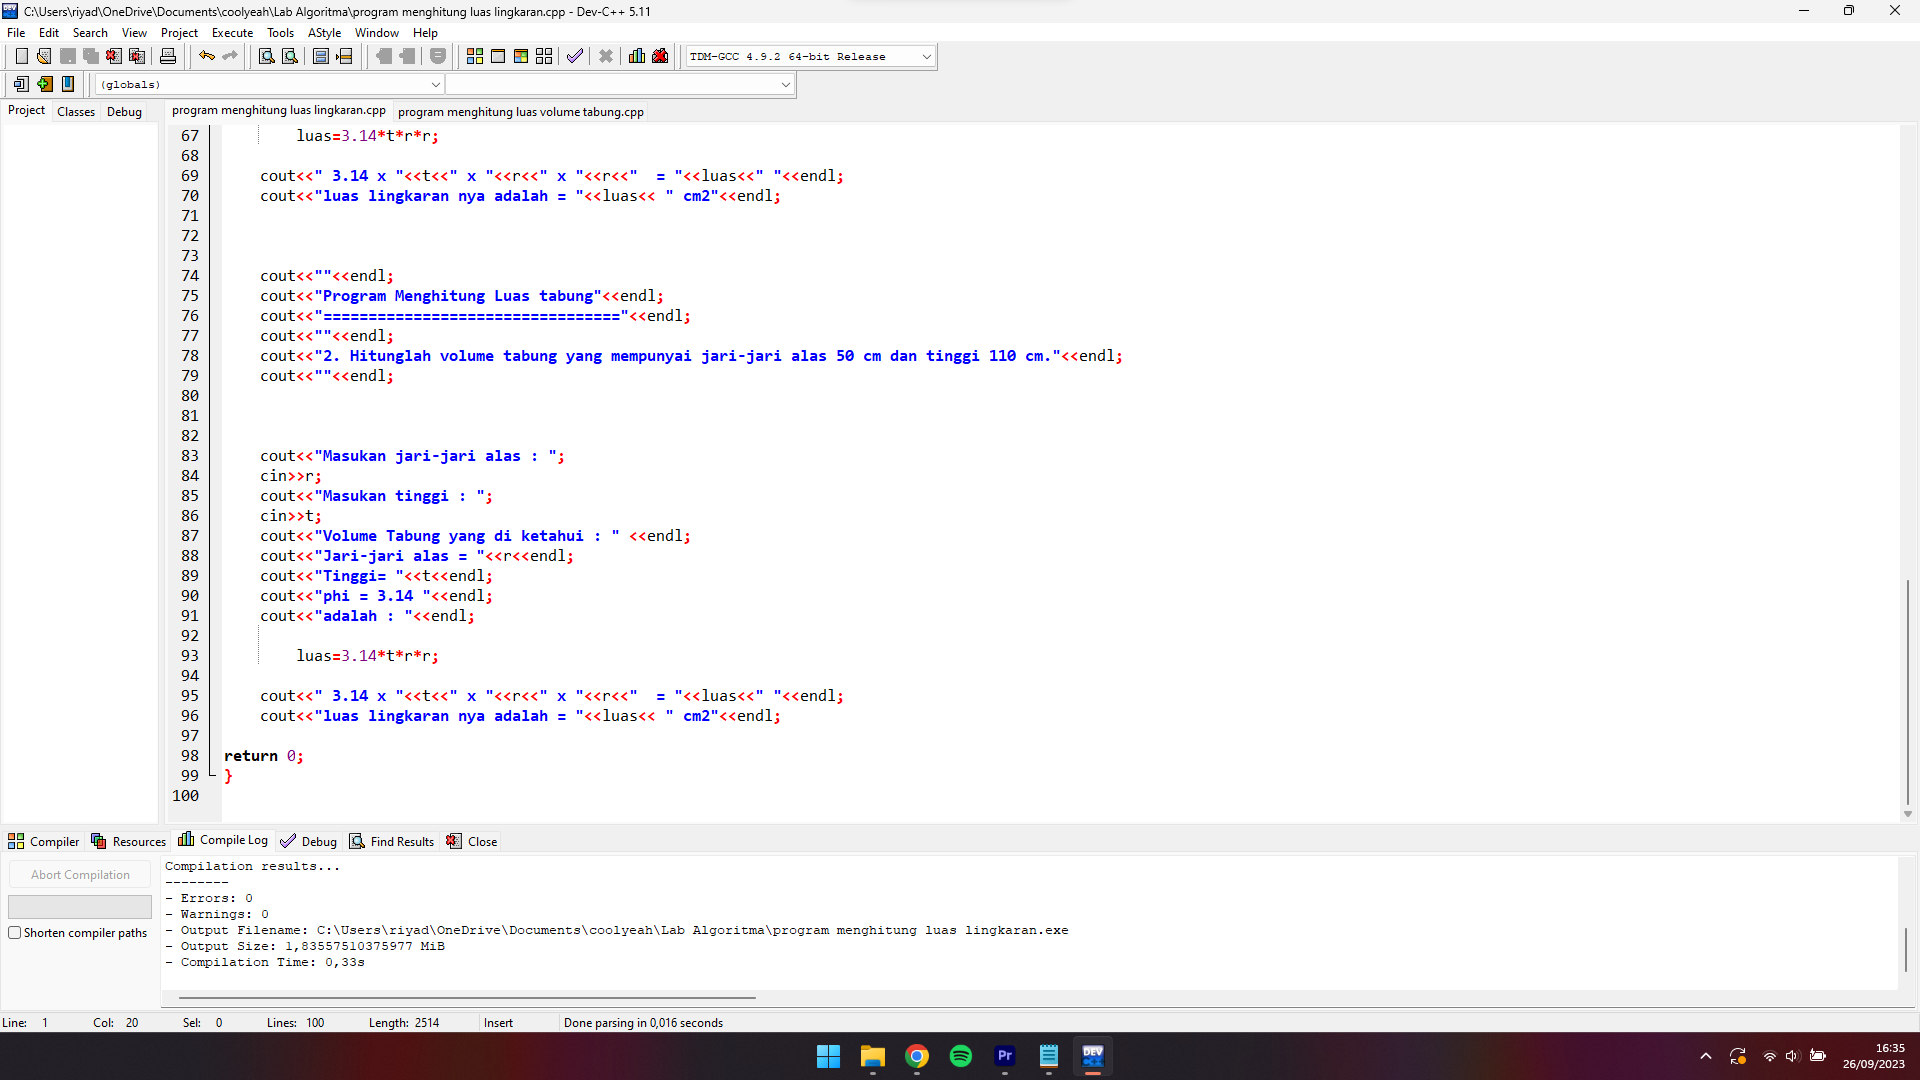 C:\Users\riyad\OneDrive\Documents\coolyeah\Lab Algoritma\program menghitung luas lingkaran.cpp - Dev-C++ 5.11
File Edit Search View Project Execute Tools AStyle Window Help
TDM-GCC 4.9.2 64-bit Release
(globals)
Project Classes Debug
program menghitung luas lingkaran.cpp program menghitung luas volume tabung.cpp
67 luas=3.14*t*r*r;
68
69 cout<<" 3.14 x "<<t<<" x "<<r<<" x "<<r<<"  = "<<luas<<" "<<endl;
70 cout<<"luas lingkaran nya adalah = "<<luas<< " cm2"<<endl;
71
72
73
74 cout<<""<<endl;
75 cout<<"Program Menghitung Luas tabung"<<endl;
76 cout<<"================================="<<endl;
77 cout<<""<<endl;
78 cout<<"2. Hitunglah volume tabung yang mempunyai jari-jari alas 50 cm dan tinggi 110 cm."<<endl;
79 cout<<""<<endl;
80
81
82
83 cout<<"Masukan jari-jari alas : ";
84 cin>>r;
85 cout<<"Masukan tinggi : ";
86 cin>>t;
87 cout<<"Volume Tabung yang di ketahui : " <<endl;
88 cout<<"Jari-jari alas = "<<r<<endl;
89 cout<<"Tinggi= "<<t<<endl;
90 cout<<"phi = 3.14 "<<endl;
91 cout<<"adalah : "<<endl;
92
93 luas=3.14*t*r*r;
94
95 cout<<" 3.14 x "<<t<<" x "<<r<<" x "<<r<<"  = "<<luas<<" "<<endl;
96 cout<<"luas lingkaran nya adalah = "<<luas<< " cm2"<<endl;
97
98 return 0;
99 }
100
Compiler Resources Compile Log Debug Find Results Close
Abort Compilation
Shorten compiler paths
Compilation results...
--------
- Errors: 0
- Warnings: 0
- Output Filename: C:\Users\riyad\OneDrive\Documents\coolyeah\Lab Algoritma\program menghitung luas lingkaran.exe
- Output Size: 1,83557510375977 MiB
- Compilation Time: 0,33s
Line: 1 Col: 20 Sel: 0 Lines: 100 Length: 2514 Insert Done parsing in 0,016 seconds
Pr
DEV
16:35
26/09/2023